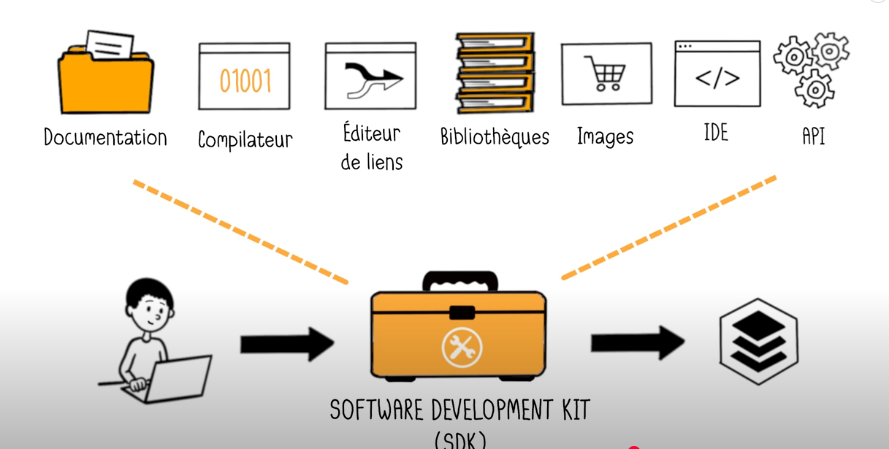 01001
</>
Documentation
Compilateur
Éditeur
de liens
Bibliothèques
Images
IDE
API
SOFTWARE DEVELOPMENT KIT
(SDK)